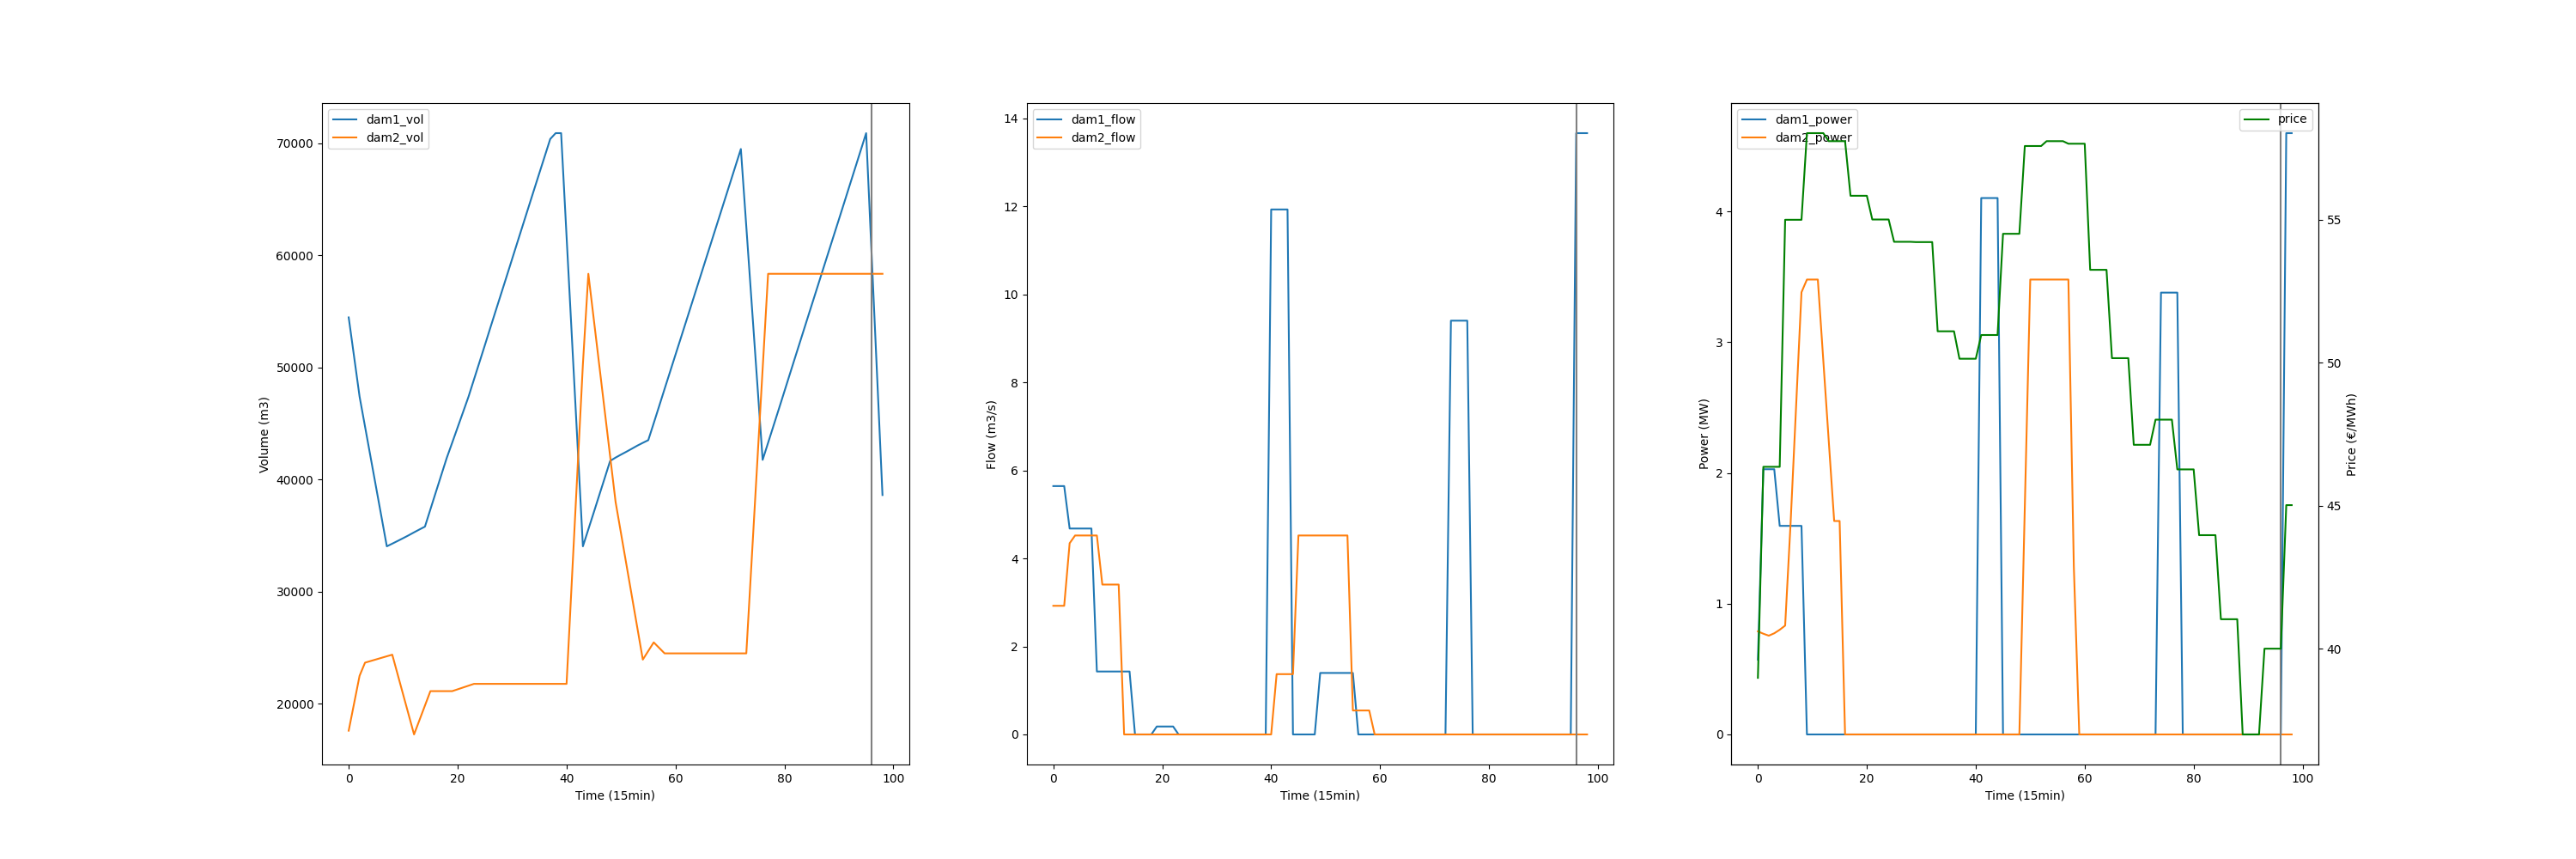 dam1_vol
dam2_vol
70000
60000
50000
40000
30000
20000
Volume (m3)
0 20 40 60 80 100
Time (15min)
dam1_flow
dam2_flow
14
12
10
8
6
4
2
0
Flow (m3/s)
0 20 40 60 80 100
Time (15min)
dam1_power
dam2_power
price
4
3
2
1
0
Power (MW)
55
50
45
40
Price (€/MWh)
0 20 40 60 80 100
Time (15min)